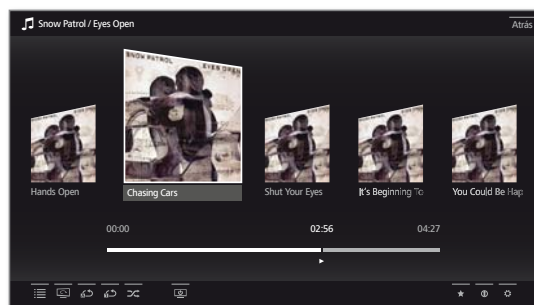 Snow Patrol / Eyes Open
Atrás
SNOW PATROL EYES OPEN
Hands Open
Chasing Cars
Shut Your Eyes
It's Beginning To
You Could Be Hap
00:00
02:56
04:27